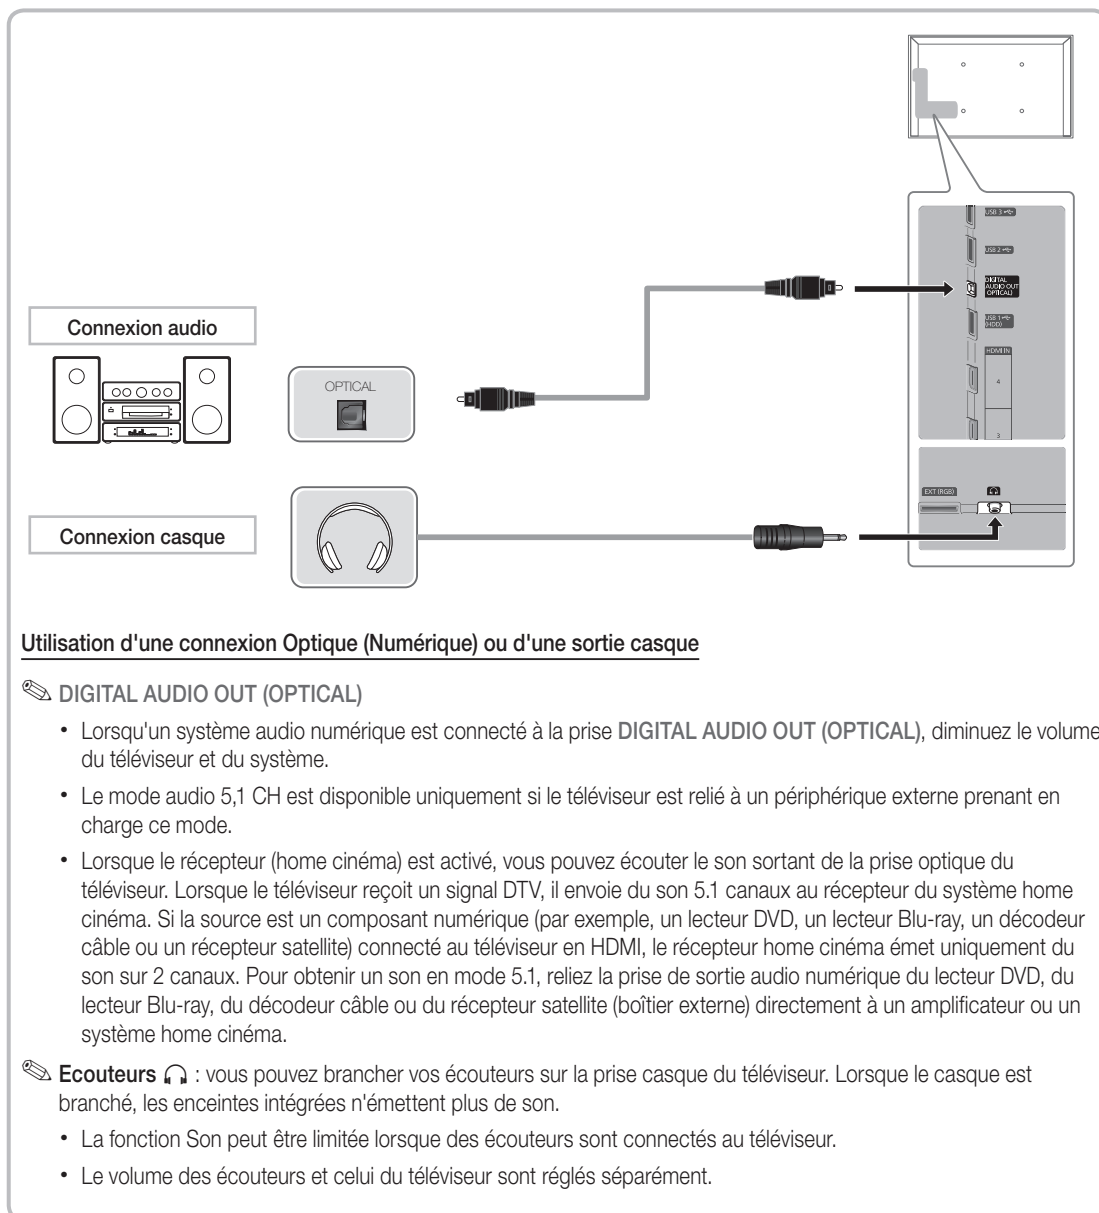 USB 3
USB 2
DIGITAL
AUDIO OUT
(OPTICAL)
USB 1
(HDD)
HDMI IN
4
3
Connexion audio
OPTICAL
EXT (RGB)
Connexion casque
Utilisation d'une connexion Optique (Numérique) ou d'une sortie casque
DIGITAL AUDIO OUT (OPTICAL)
• Lorsqu'un système audio numérique est connecté à la prise DIGITAL AUDIO OUT (OPTICAL), diminuez le volume
du téléviseur et du système.
• Le mode audio 5,1 CH est disponible uniquement si le téléviseur est relié à un périphérique externe prenant en
charge ce mode.
• Lorsque le récepteur (home cinéma) est activé, vous pouvez écouter le son sortant de la prise optique du
téléviseur. Lorsque le téléviseur reçoit un signal DTV, il envoie du son 5.1 canaux au récepteur du système home
cinéma. Si la source est un composant numérique (par exemple, un lecteur DVD, un lecteur Blu-ray, un décodeur
câble ou un récepteur satellite) connecté au téléviseur en HDMI, le récepteur home cinéma émet uniquement du
son sur 2 canaux. Pour obtenir un son en mode 5.1, reliez la prise de sortie audio numérique du lecteur DVD, du
lecteur Blu-ray, du décodeur câble ou du récepteur satellite (boîtier externe) directement à un amplificateur ou un
système home cinéma.
Ecouteurs : vous pouvez brancher vos écouteurs sur la prise casque du téléviseur. Lorsque le casque est
branché, les enceintes intégrées n'émettent plus de son.
• La fonction Son peut être limitée lorsque des écouteurs sont connectés au téléviseur.
• Le volume des écouteurs et celui du téléviseur sont réglés séparément.